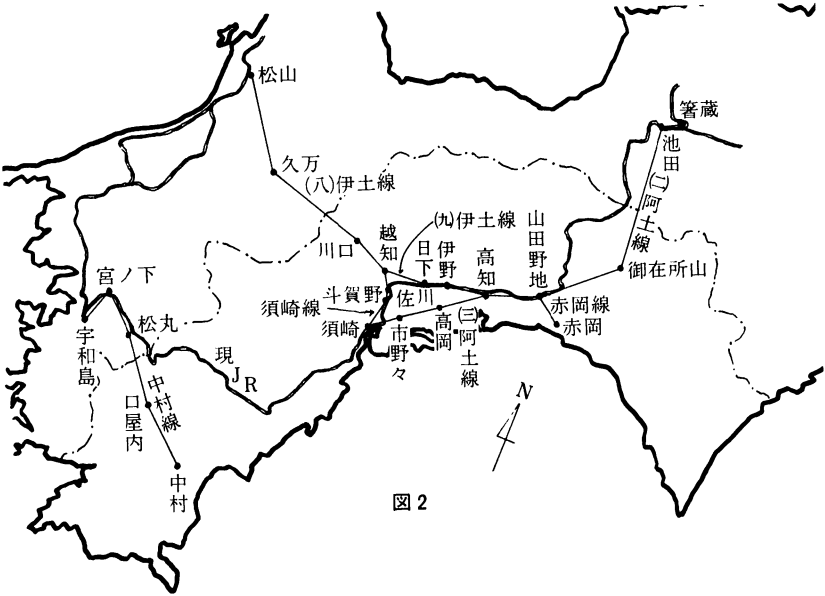 松山
箸蔵
池田
(二)阿土線
久万
(八)伊土線
(九)伊土線
越知
川口
日下
伊野
高知
山田野地
御在所山
宮ノ下
斗賀野
佐川
須崎線
須崎
赤岡線
赤岡
宇和島
松丸
市野々
高岡
(三)阿土線
現JR
中村線
口屋内
中村
N
図2